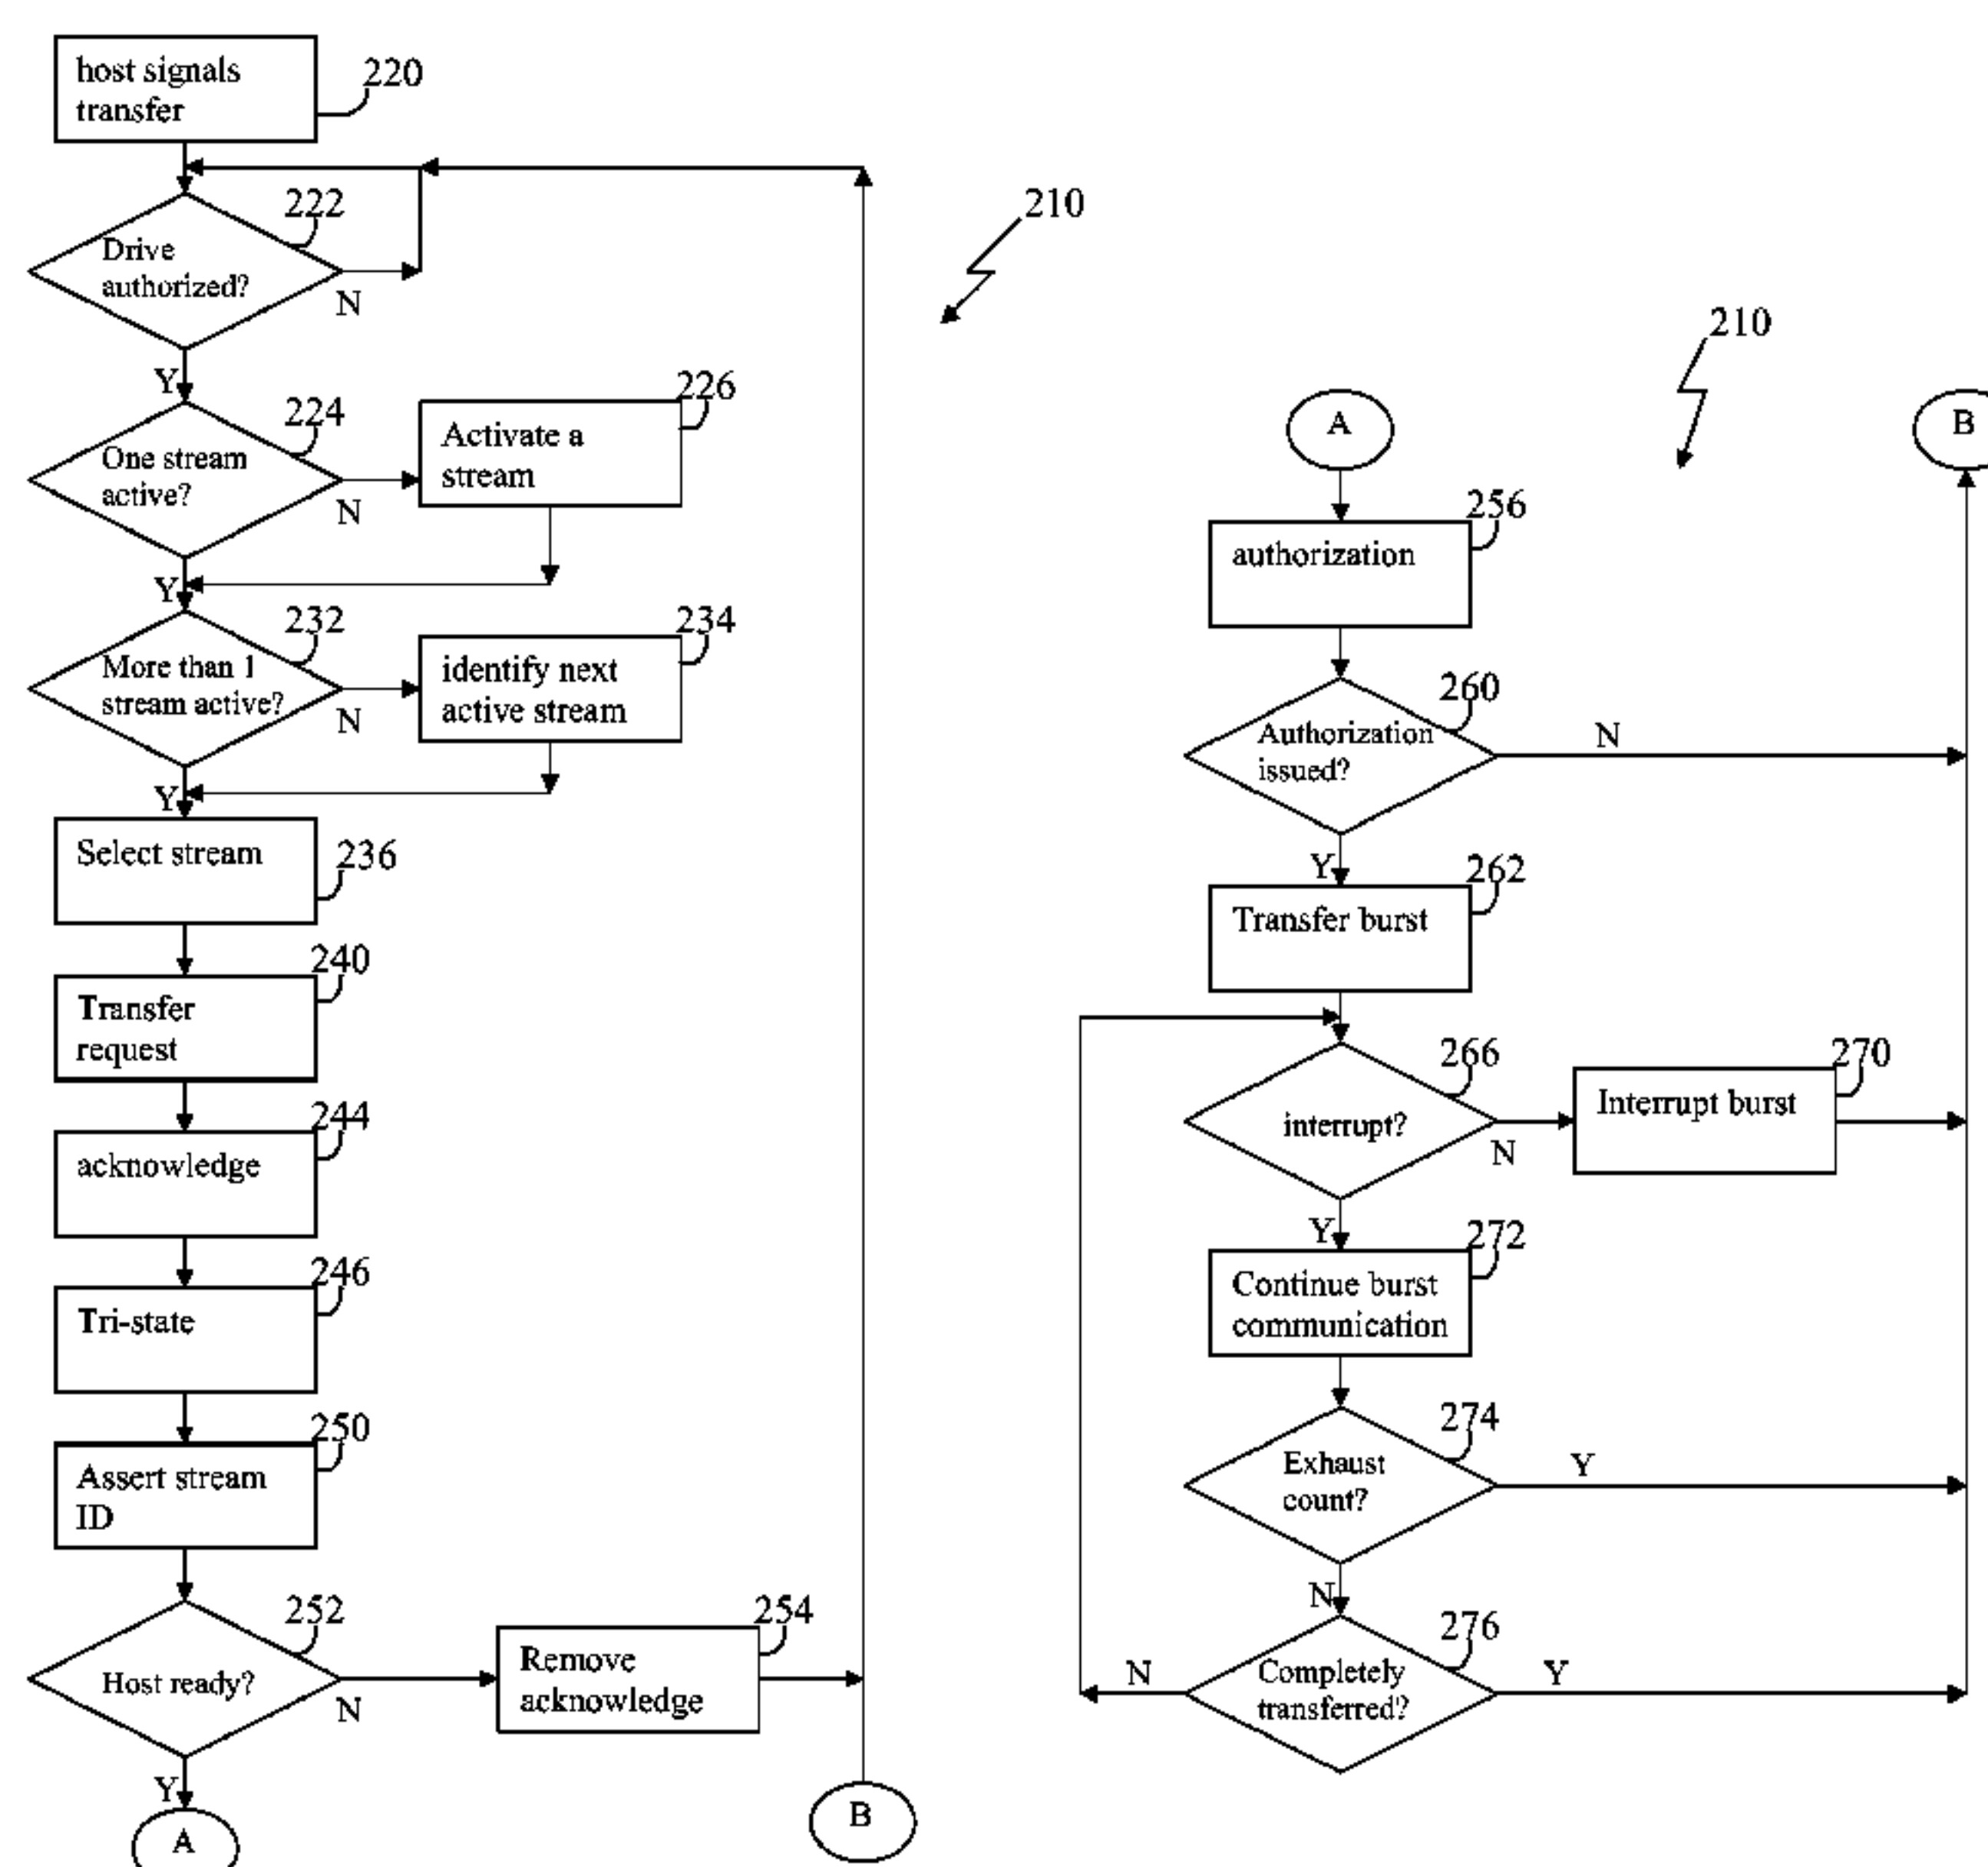 host signals
transfer
220
222
Drive
authorized?
N
Y
224
One stream
active?
N
226
Activate a
stream
Y
232
More than 1
stream active?
N
234
identify next
active stream
Y
Select stream
236
240
Transfer
request
244
acknowledge
246
Tri-state
250
Assert stream
ID
252
Host ready?
N
254
Remove
acknowledge
Y
A
B
210
210
A
B
256
authorization
260
Authorization
issued?
N
Y
262
Transfer burst
266
interrupt?
N
270
Interrupt burst
Y
272
Continue burst
communication
274
Exhaust
count?
Y
N
276
Completely
transferred?
N
Y